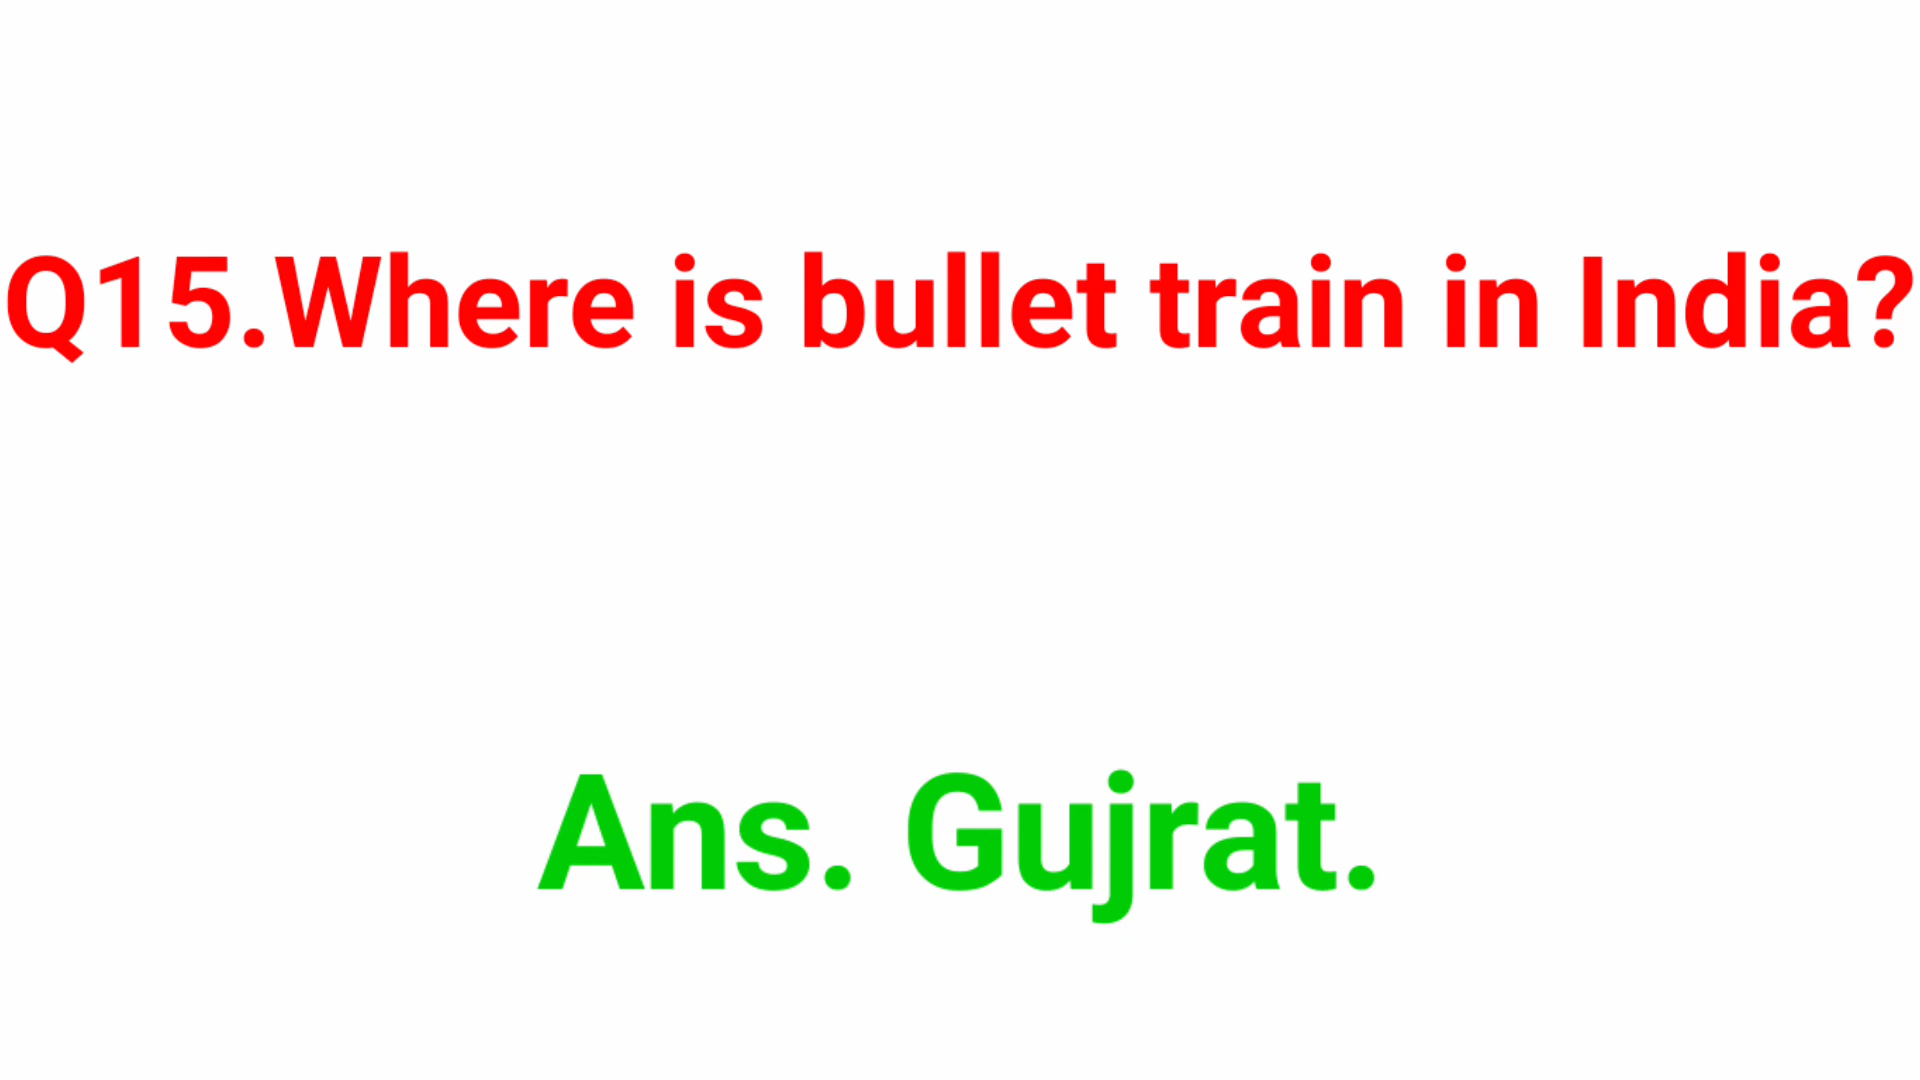 Q15.Where is bullet train in India?
Ans. Gujrat.